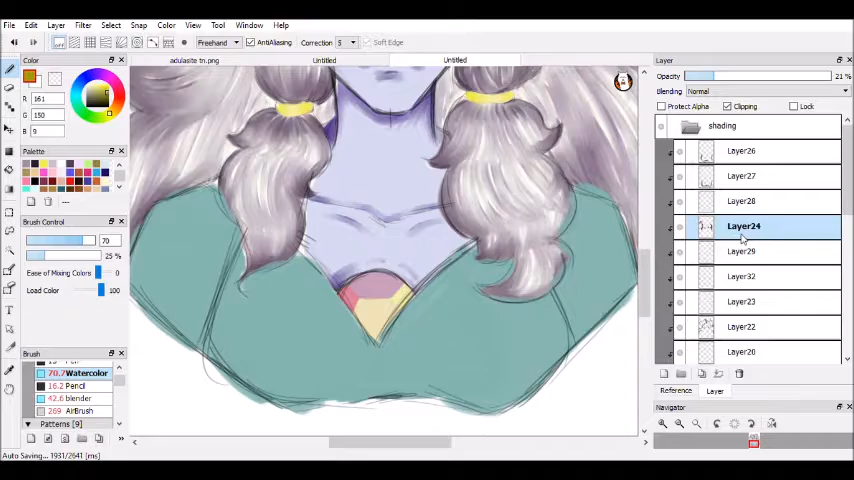 File Edit Layer Filter Select Snap Color View Tool Window Help
OFF Freehand AntiAliasing Correction S Soft Edge
adulasite tn.png Untitled Untitled
Color
R 161
G 150
B 9
Palette
---
Brush Control
70
25 %
Ease of Mixing Colors 0
Load Color 100
Brush
70.7 Watercolor
16.2 Pencil
42.6 blender
269 AirBrush
Patterns [9]
Auto Saving... 1931/2641 [ms]
Layer
Opacity 21 %
Blending Normal
Protect Alpha Clipping Lock
shading
Layer26
Layer27
Layer28
Layer24
Layer29
Layer32
Layer23
Layer22
Layer20
Reference Layer
Navigator